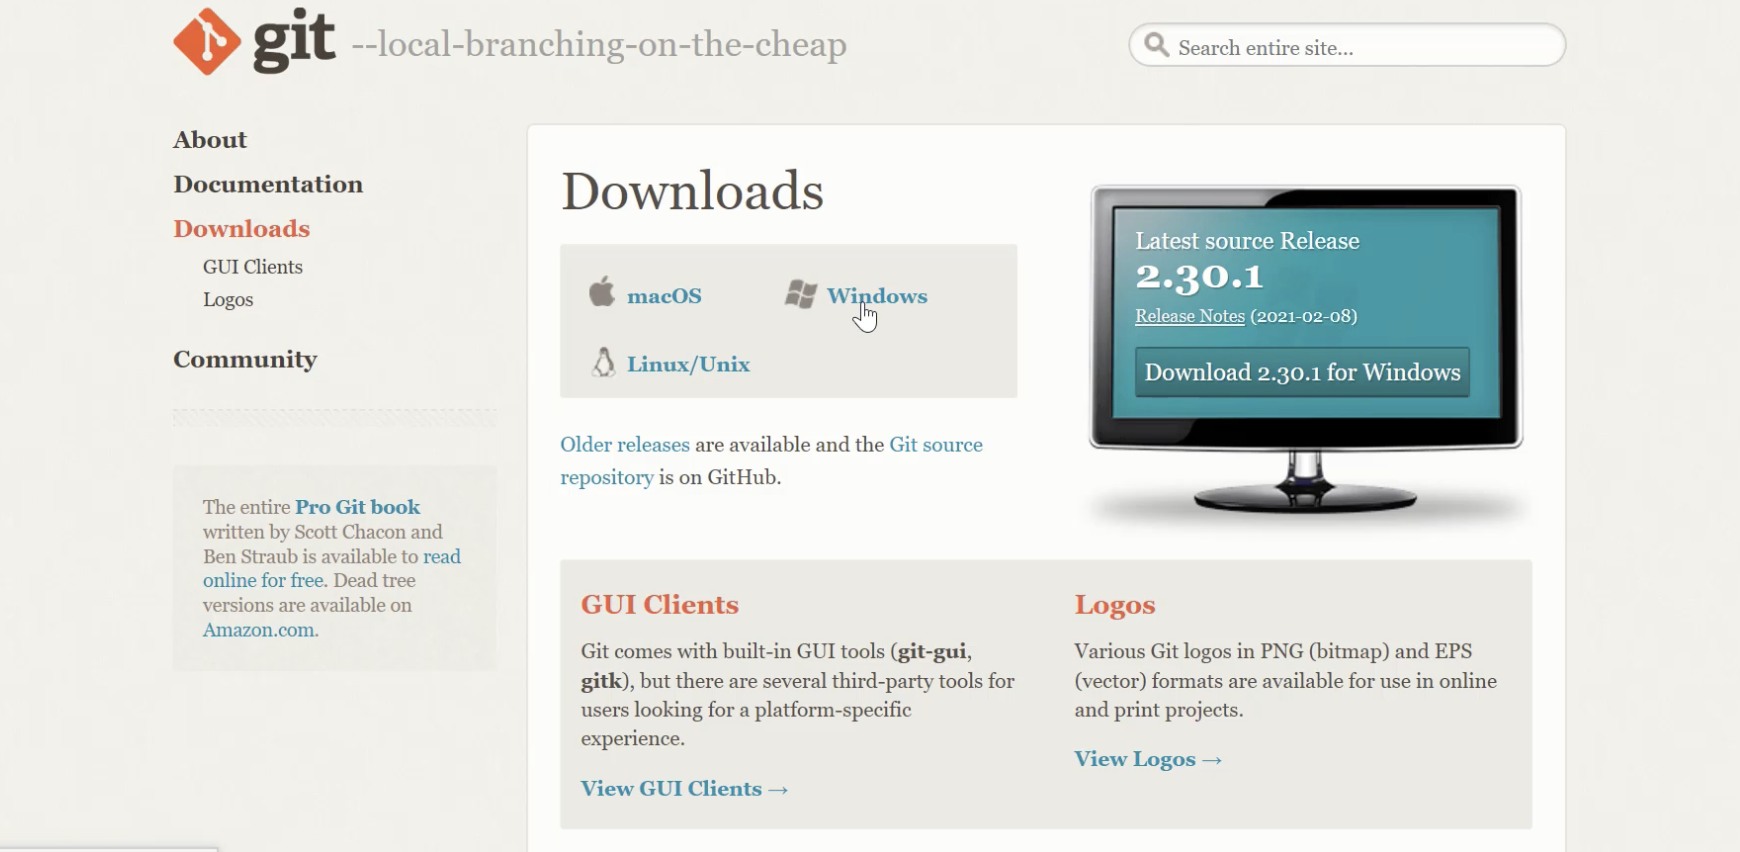 git --local-branching-on-the-cheap
Search entire site...
About
Documentation
Downloads
GUI Clients
Logos
Community
The entire Pro Git book
written by Scott Chacon and
Ben Straub is available to read
online for free. Dead tree
versions are available on
Amazon.com.
Downloads
macOS
Windows
Linux/Unix
Older releases are available and the Git source
repository is on GitHub.
Latest source Release
2.30.1
Release Notes (2021-02-08)
Download 2.30.1 for Windows
GUI Clients
Git comes with built-in GUI tools (git-gui,
gitk), but there are several third-party tools for
users looking for a platform-specific
experience.
View GUI Clients →
Logos
Various Git logos in PNG (bitmap) and EPS
(vector) formats are available for use in online
and print projects.
View Logos →